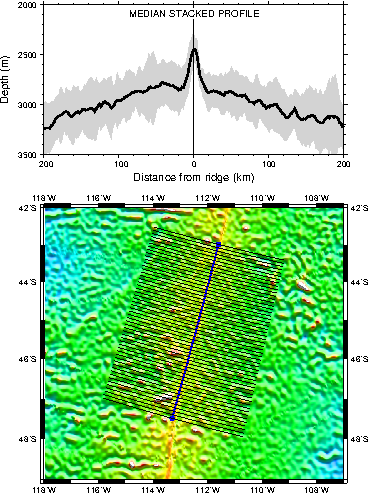 MEDIAN STACKED PROFILE
2000
2500
3000
3500
Depth (m)
200 100 0 100 200
Distance from ridge (km)
118°W 116°W 114°W 112°W 110°W 108°W
42°S 42°S
44°S 44°S
46°S 46°S
48°S 48°S
118°W 116°W 114°W 112°W 110°W 108°W